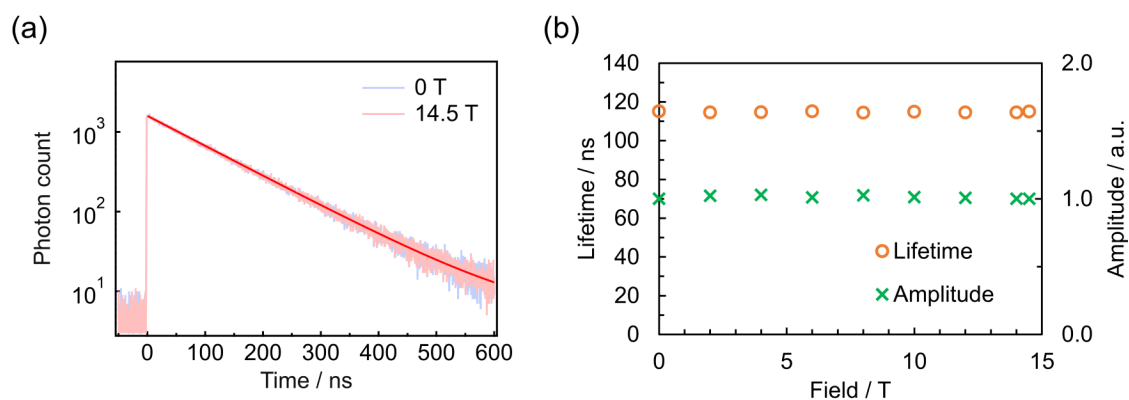 (a)
0 T
14.5 T
10³
10²
10¹
Photon count
0 100 200 300 400 500 600
Time / ns
(b)
140
120
100
80
60
40
20
0
Lifetime / ns
2.0
1.0
0.0
Amplitude / a.u.
Lifetime
Amplitude
0 5 10 15
Field / T